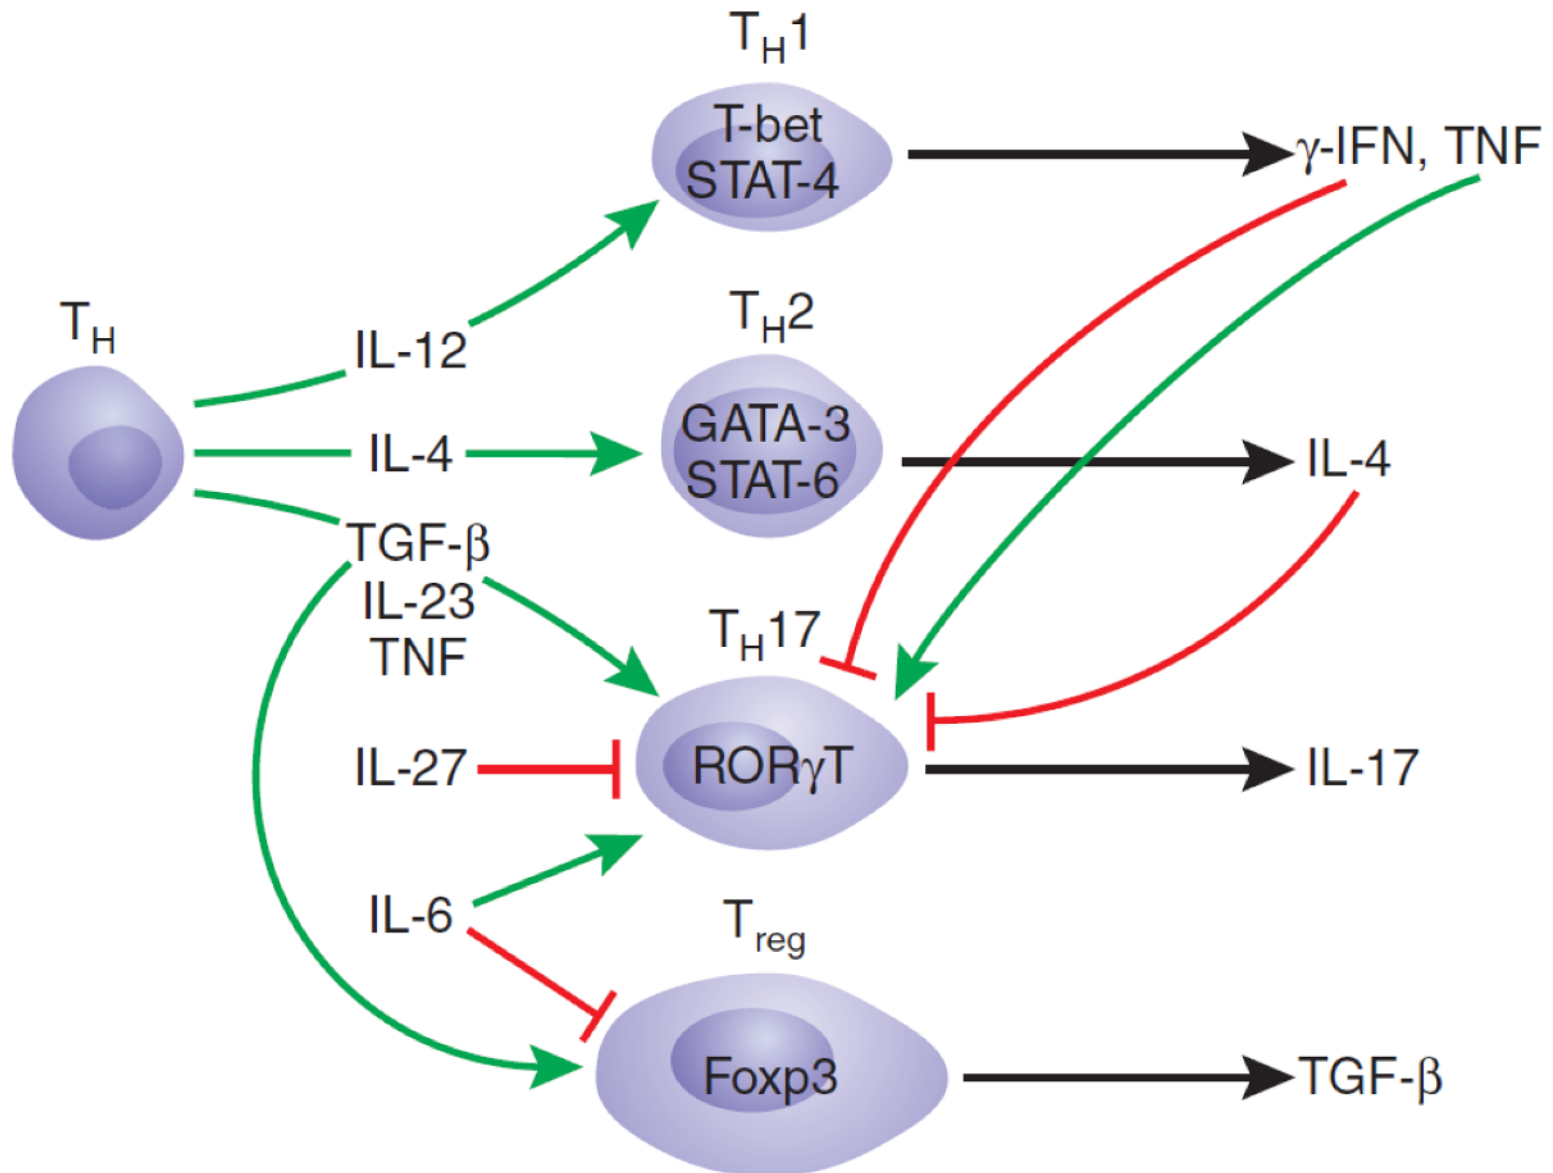 TH1
T-bet
STAT-4
γ-IFN, TNF
TH
IL-12
TH2
GATA-3
STAT-6
IL-4
IL-4
TGF-β
IL-23
TNF
TH17
RORγT
IL-27
IL-17
IL-6
Treg
Foxp3
TGF-β